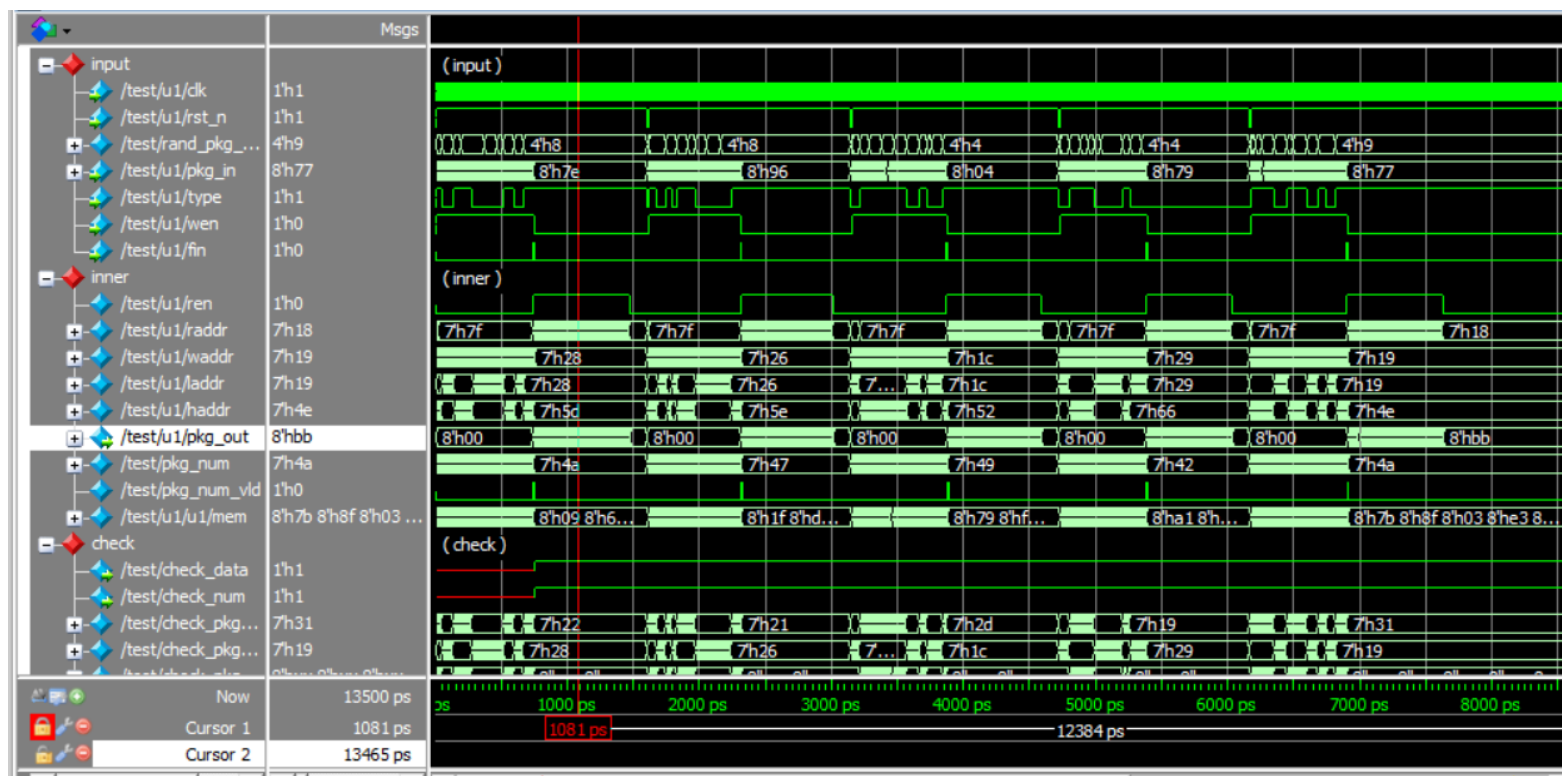 Msgs
input (input)
/test/u1/clk 1'h1
/test/u1/rst_n 1'h1
/test/rand_pkg_... 4'h9 4'h8 4'h8 4'h4 4'h4 4'h9
/test/u1/pkg_in 8'h77 8'h7e 8'h96 8'h04 8'h79 8'h77
/test/u1/type 1'h1
/test/u1/wen 1'h0
/test/u1/fin 1'h0
inner (inner)
/test/u1/ren 1'h0
/test/u1/raddr 7'h18 7'h7f 7'h7f 7'h7f 7'h7f 7'h7f 7'h18
/test/u1/waddr 7'h19 7'h28 7'h26 7'h1c 7'h29 7'h19
/test/u1/laddr 7'h19 7'h28 7'h26 7'... 7'h1c 7'h29 7'h19
/test/u1/haddr 7'h4e 7'h5d 7'h5e 7'h52 7'h66 7'h4e
/test/u1/pkg_out 8'hbb 8'h00 8'h00 8'h00 8'h00 8'h00 8'hbb
/test/pkg_num 7'h4a 7'h4a 7'h47 7'h49 7'h42 7'h4a
/test/pkg_num_vld 1'h0
/test/u1/u1/mem 8'h7b 8'h8f 8'h03 ... 8'h09 8'h6... 8'h1f 8'hd... 8'h79 8'hf... 8'ha1 8'h... 8'h7b 8'h8f 8'h03 8'he3 8...
check (check)
/test/check_data 1'h1
/test/check_num 1'h1
/test/check_pkg... 7'h31 7'h22 7'h21 7'h2d 7'h19 7'h31
/test/check_pkg... 7'h19 7'h28 7'h26 7'... 7'h1c 7'h29 7'h19
Now 13500 ps ps 1000 ps 2000 ps 3000 ps 4000 ps 5000 ps 6000 ps 7000 ps 8000 ps
Cursor 1 1081 ps 1081 ps 12384 ps
Cursor 2 13465 ps